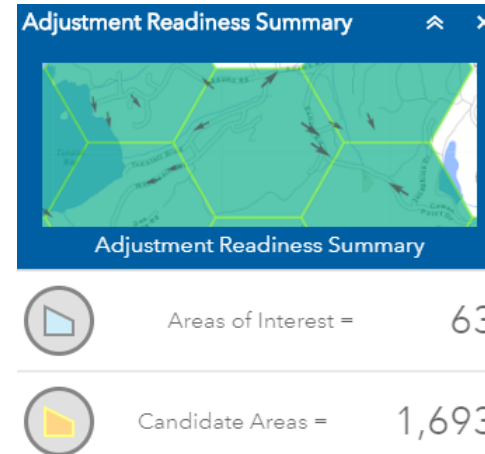 Adjustment Readiness Summary
Adjustment Readiness Summary
Areas of Interest = 63
Candidate Areas = 1,693